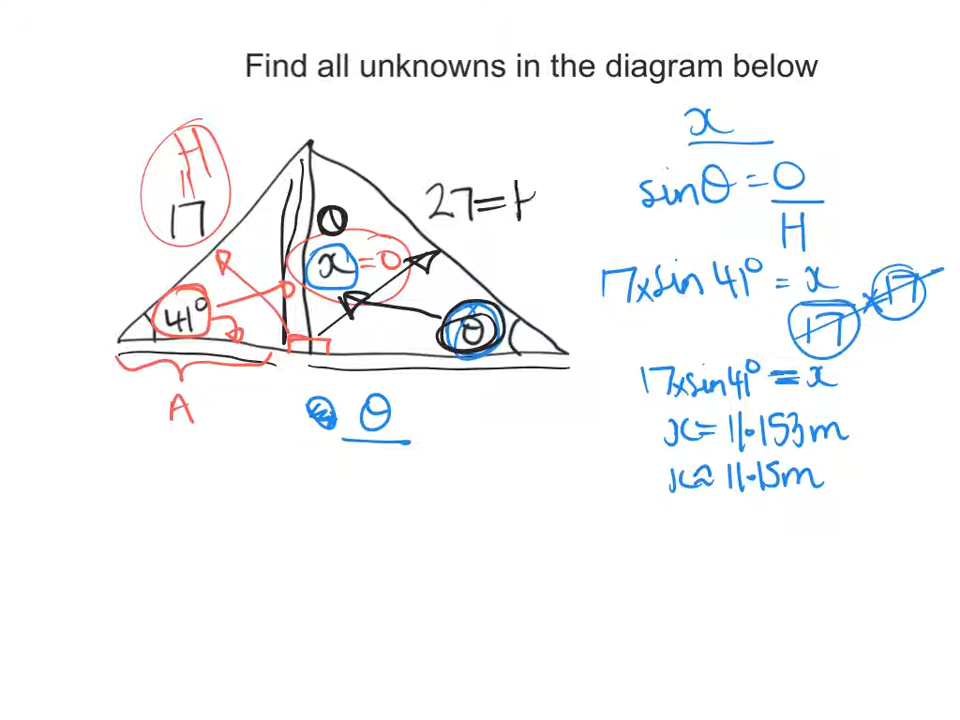 Find all unknowns in the diagram below
x
sinθ = O
H
17×sin 41° = x
17 ×17
17×sin41° = x
x = 11.153m
x ≈ 11.15m
H
=
17
27=H
O
x = O
41°
θ
A
θ